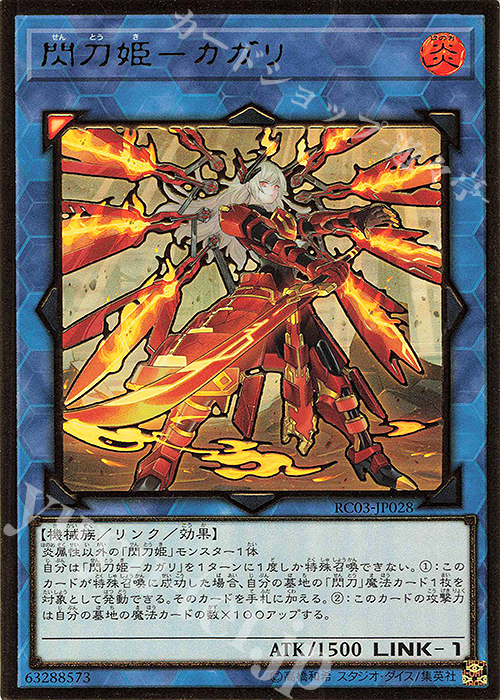 閃刀姫-カガリ
炎
RC03-JP028
【機械族/リンク/効果】
炎属性以外の「閃刀姫」モンスター1体
自分は「閃刀姫-カガリ」を1ターンに1度しか特殊召喚できない。①:この
カードが特殊召喚に成功した場合、自分の墓地の「閃刀」魔法カード1枚を
対象として発動できる。そのカードを手札に加える。②:このカードの攻撃力
は自分の墓地の魔法カードの数×100アップする。
ATK/1500 LINK-1
63288573
©高橋和希 スタジオ・ダイス/集英社